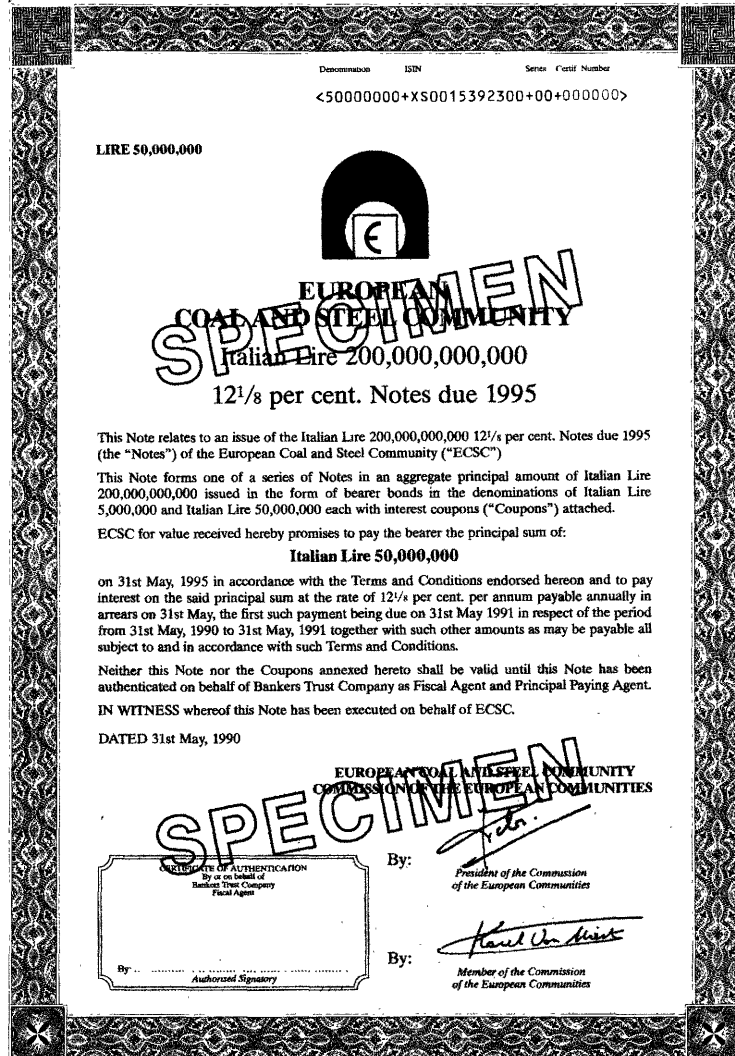 Denomination ISIN Series Certif Number
<50000000+XS0015392300+00+000000>
LIRE 50,000,000
EUROPEAN
COAL AND STEEL COMMUNITY
SPECIMEN
Italian Lire 200,000,000,000
12¹/₈ per cent. Notes due 1995
This Note relates to an issue of the Italian Lire 200,000,000,000 12¹/₈ per cent. Notes due 1995
(the “Notes”) of the European Coal and Steel Community (“ECSC”)
This Note forms one of a series of Notes in an aggregate principal amount of Italian Lire
200,000,000,000 issued in the form of bearer bonds in the denominations of Italian Lire
5,000,000 and Italian Lire 50,000,000 each with interest coupons (“Coupons”) attached.
ECSC for value received hereby promises to pay the bearer the principal sum of:
Italian Lire 50,000,000
on 31st May, 1995 in accordance with the Terms and Conditions endorsed hereon and to pay
interest on the said principal sum at the rate of 12¹/₈ per cent. per annum payable annually in
arrears on 31st May, the first such payment being due on 31st May 1991 in respect of the period
from 31st May, 1990 to 31st May, 1991 together with such other amounts as may be payable all
subject to and in accordance with such Terms and Conditions.
Neither this Note nor the Coupons annexed hereto shall be valid until this Note has been
authenticated on behalf of Bankers Trust Company as Fiscal Agent and Principal Paying Agent.
IN WITNESS whereof this Note has been executed on behalf of ECSC.
DATED 31st May, 1990
EUROPEAN COAL AND STEEL COMMUNITY
COMMISSION OF THE EUROPEAN COMMUNITIES
SPECIMEN
By:
President of the Commission
of the European Communities
CERTIFICATE OF AUTHENTICATION
By or on behalf of
Bankers Trust Company
Fiscal Agent
By
Authorized Signatory
By: Karel Van Miert
Member of the Commission
of the European Communities